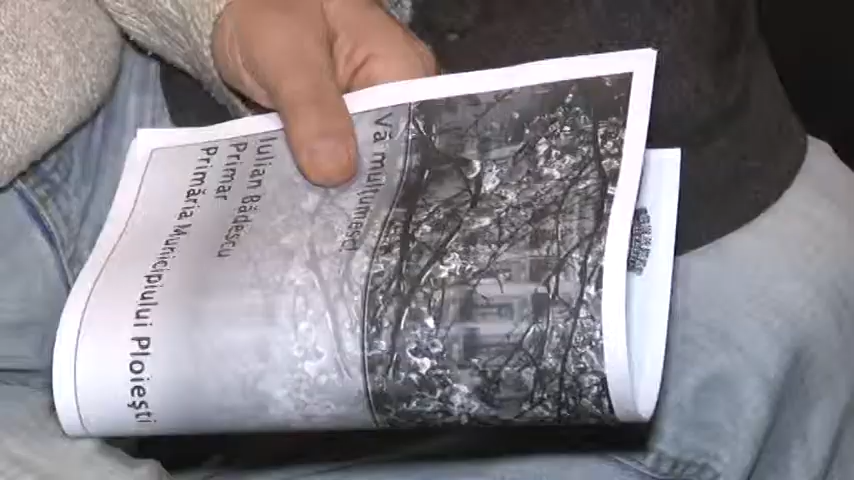 Vă mulțumesc!
Iulian Bădescu
Primar
Primăria Municipiului Ploiești